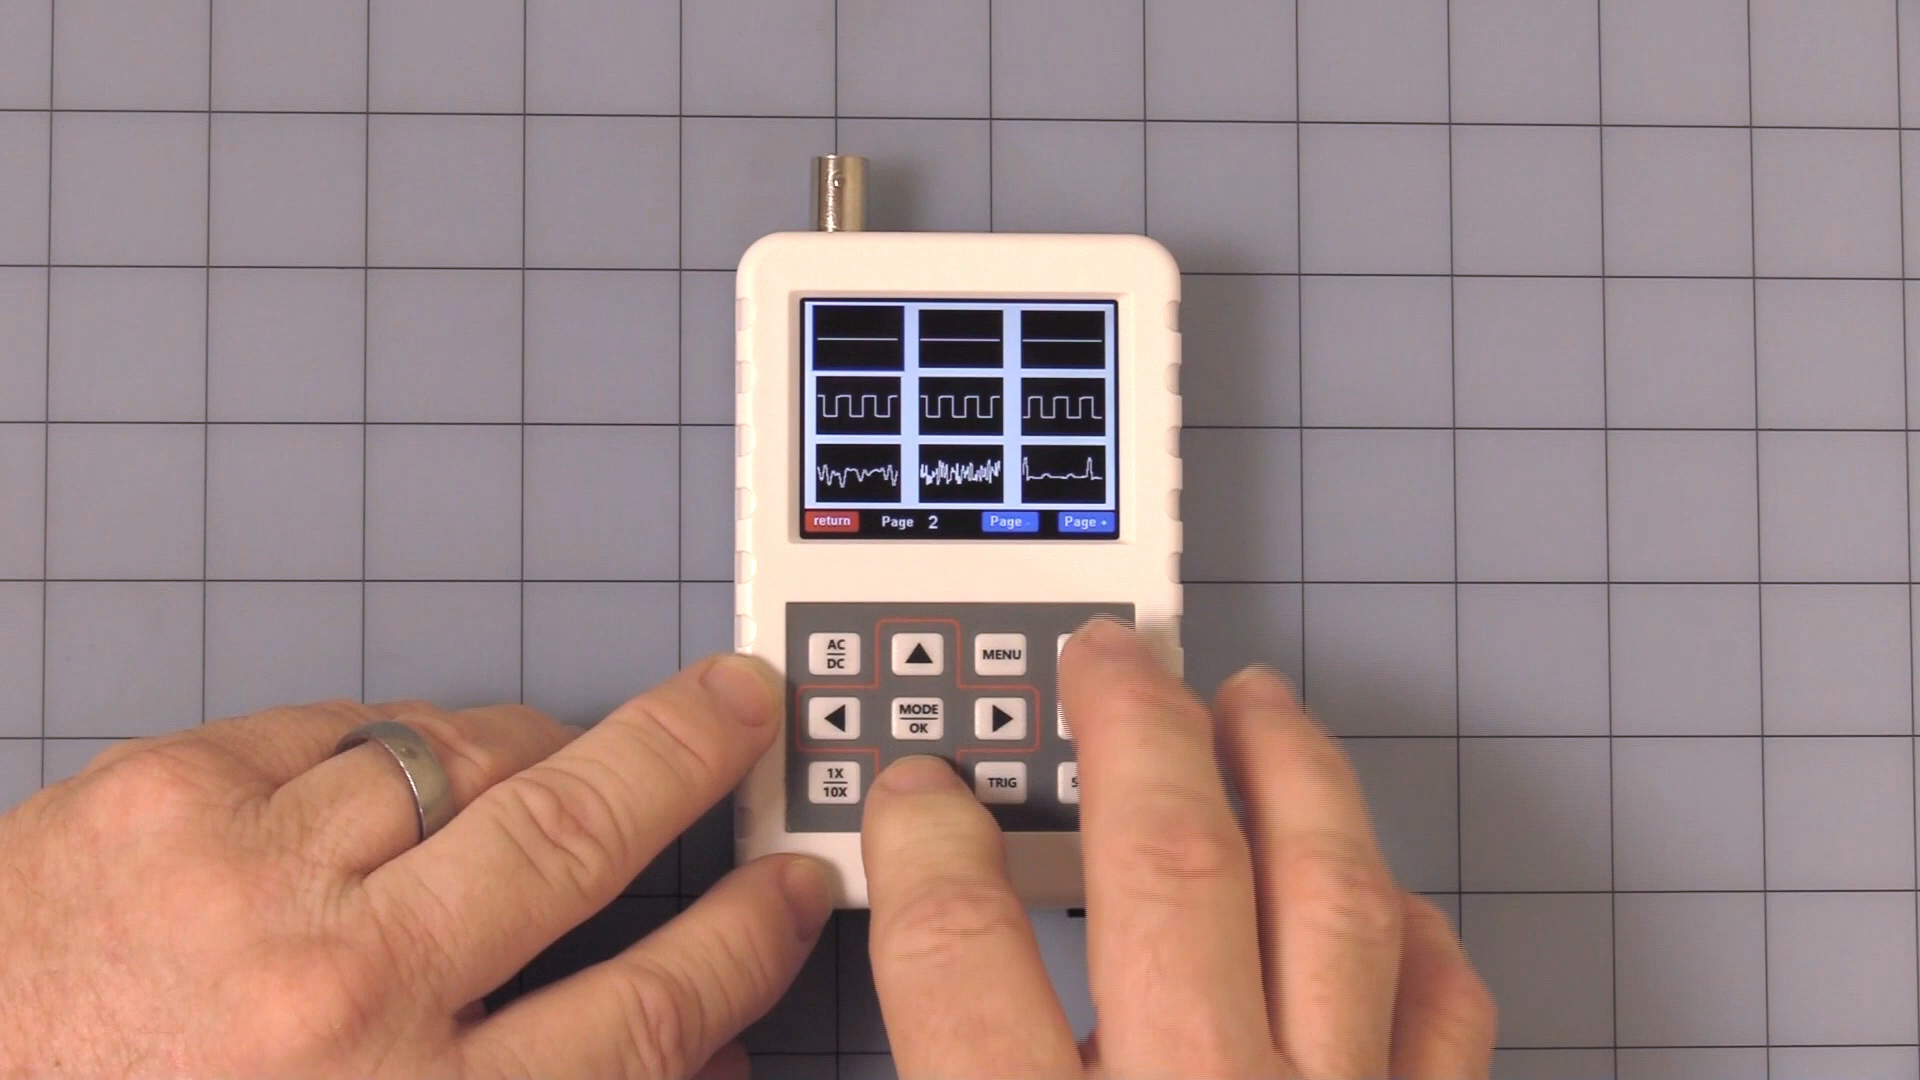 return Page 2 Page - Page +
AC
DC
MENU
MODE
OK
1X
10X
TRIG